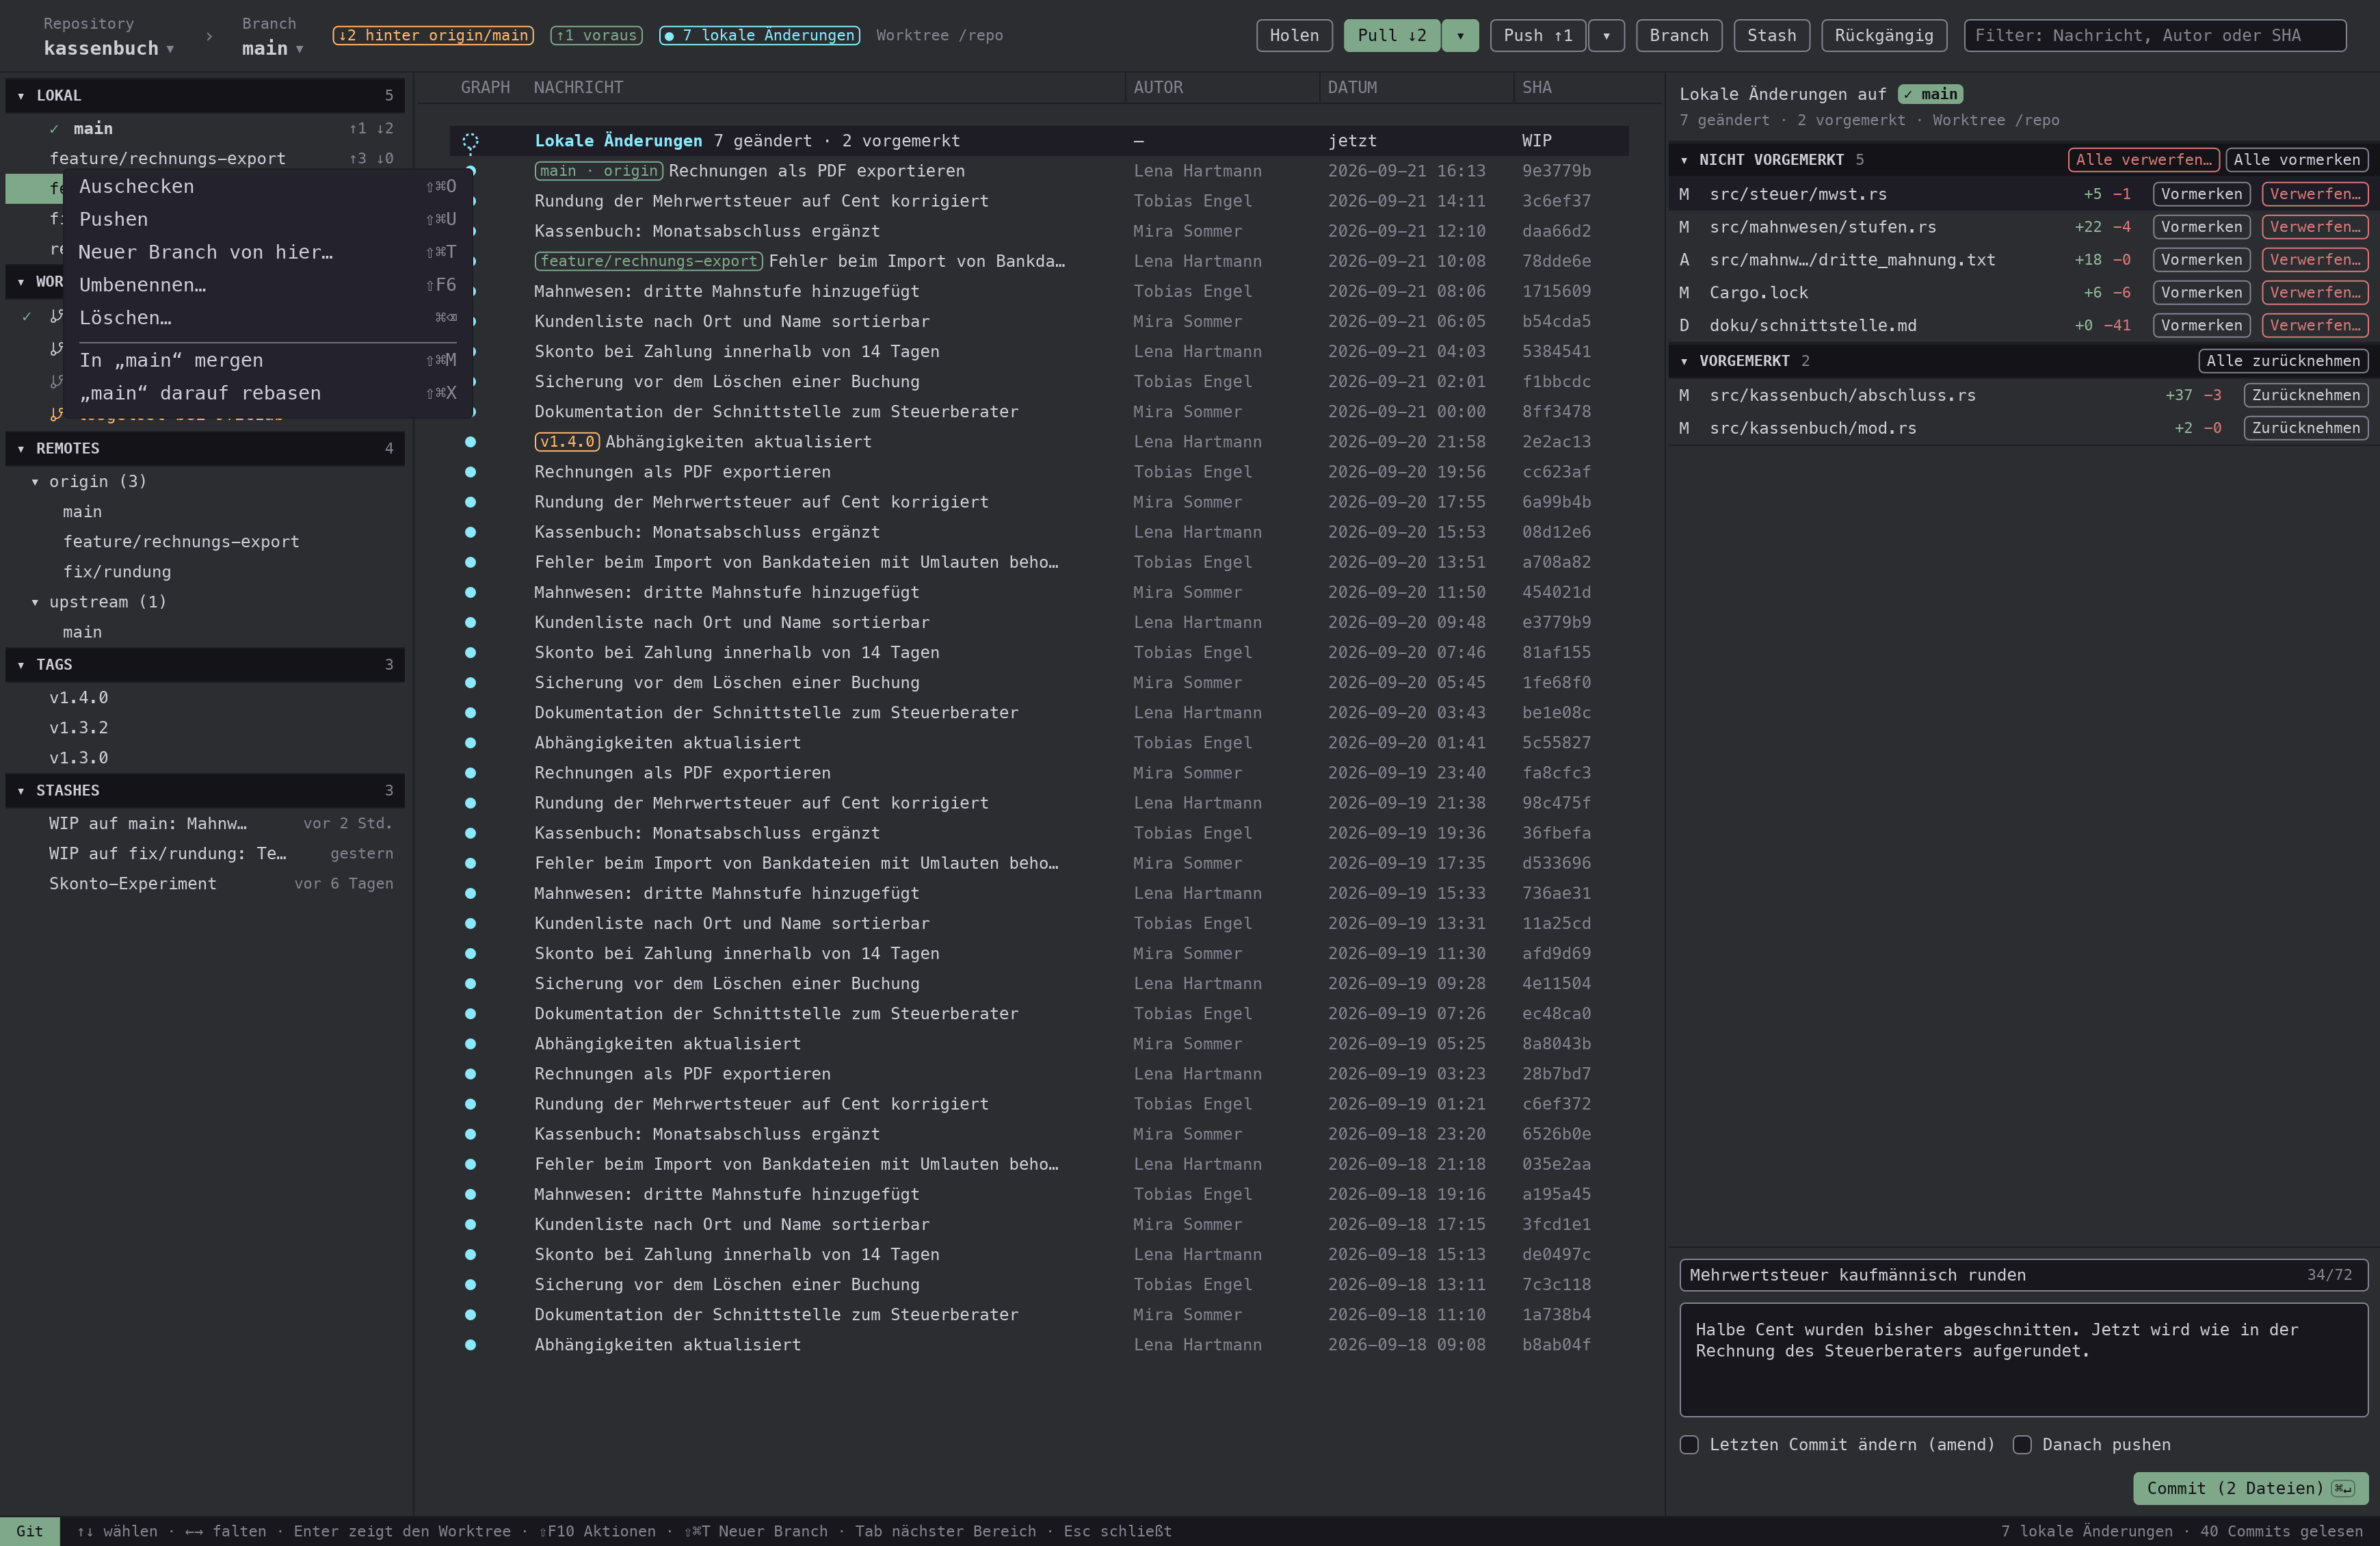 Repository
kassenbuch ▾
›
Branch
main ▾
↓2 hinter origin/main
↑1 voraus
● 7 lokale Änderungen
Worktree /repo
Holen
Pull ↓2 ▾
Push ↑1 ▾
Branch
Stash
Rückgängig
Filter: Nachricht, Autor oder SHA
▾ LOKAL 5
✓ main ↑1 ↓2
feature/rechnungs-export ↑3 ↓0
Auschecken ⇧⌘O
Pushen ⇧⌘U
Neuer Branch von hier… ⇧⌘T
Umbenennen… ⇧F6
Löschen… ⌘⌫
In „main“ mergen ⇧⌘M
„main“ darauf rebasen ⇧⌘X
▾ REMOTES 4
▾ origin (3)
main
feature/rechnungs-export
fix/rundung
▾ upstream (1)
main
▾ TAGS 3
v1.4.0
v1.3.2
v1.3.0
▾ STASHES 3
WIP auf main: Mahnw… vor 2 Std.
WIP auf fix/rundung: Te… gestern
Skonto-Experiment vor 6 Tagen
GRAPH NACHRICHT AUTOR DATUM SHA
Lokale Änderungen 7 geändert · 2 vorgemerkt — jetzt WIP
main · origin Rechnungen als PDF exportieren Lena Hartmann 2026-09-21 16:13 9e3779b
Rundung der Mehrwertsteuer auf Cent korrigiert Tobias Engel 2026-09-21 14:11 3c6ef37
Kassenbuch: Monatsabschluss ergänzt Mira Sommer 2026-09-21 12:10 daa66d2
feature/rechnungs-export Fehler beim Import von Bankda… Lena Hartmann 2026-09-21 10:08 78dde6e
Mahnwesen: dritte Mahnstufe hinzugefügt Tobias Engel 2026-09-21 08:06 1715609
Kundenliste nach Ort und Name sortierbar Mira Sommer 2026-09-21 06:05 b54cda5
Skonto bei Zahlung innerhalb von 14 Tagen Lena Hartmann 2026-09-21 04:03 5384541
Sicherung vor dem Löschen einer Buchung Tobias Engel 2026-09-21 02:01 f1bbcdc
Dokumentation der Schnittstelle zum Steuerberater Mira Sommer 2026-09-21 00:00 8ff3478
v1.4.0 Abhängigkeiten aktualisiert Lena Hartmann 2026-09-20 21:58 2e2ac13
Rechnungen als PDF exportieren Tobias Engel 2026-09-20 19:56 cc623af
Rundung der Mehrwertsteuer auf Cent korrigiert Mira Sommer 2026-09-20 17:55 6a99b4b
Kassenbuch: Monatsabschluss ergänzt Lena Hartmann 2026-09-20 15:53 08d12e6
Fehler beim Import von Bankdateien mit Umlauten beho… Tobias Engel 2026-09-20 13:51 a708a82
Mahnwesen: dritte Mahnstufe hinzugefügt Mira Sommer 2026-09-20 11:50 454021d
Kundenliste nach Ort und Name sortierbar Lena Hartmann 2026-09-20 09:48 e3779b9
Skonto bei Zahlung innerhalb von 14 Tagen Tobias Engel 2026-09-20 07:46 81af155
Sicherung vor dem Löschen einer Buchung Mira Sommer 2026-09-20 05:45 1fe68f0
Dokumentation der Schnittstelle zum Steuerberater Lena Hartmann 2026-09-20 03:43 be1e08c
Abhängigkeiten aktualisiert Tobias Engel 2026-09-20 01:41 5c55827
Rechnungen als PDF exportieren Mira Sommer 2026-09-19 23:40 fa8cfc3
Rundung der Mehrwertsteuer auf Cent korrigiert Lena Hartmann 2026-09-19 21:38 98c475f
Kassenbuch: Monatsabschluss ergänzt Tobias Engel 2026-09-19 19:36 36fbefa
Fehler beim Import von Bankdateien mit Umlauten beho… Mira Sommer 2026-09-19 17:35 d533696
Mahnwesen: dritte Mahnstufe hinzugefügt Lena Hartmann 2026-09-19 15:33 736ae31
Kundenliste nach Ort und Name sortierbar Tobias Engel 2026-09-19 13:31 11a25cd
Skonto bei Zahlung innerhalb von 14 Tagen Mira Sommer 2026-09-19 11:30 afd9d69
Sicherung vor dem Löschen einer Buchung Lena Hartmann 2026-09-19 09:28 4e11504
Dokumentation der Schnittstelle zum Steuerberater Tobias Engel 2026-09-19 07:26 ec48ca0
Abhängigkeiten aktualisiert Mira Sommer 2026-09-19 05:25 8a8043b
Rechnungen als PDF exportieren Lena Hartmann 2026-09-19 03:23 28b7bd7
Rundung der Mehrwertsteuer auf Cent korrigiert Tobias Engel 2026-09-19 01:21 c6ef372
Kassenbuch: Monatsabschluss ergänzt Mira Sommer 2026-09-18 23:20 6526b0e
Fehler beim Import von Bankdateien mit Umlauten beho… Lena Hartmann 2026-09-18 21:18 035e2aa
Mahnwesen: dritte Mahnstufe hinzugefügt Tobias Engel 2026-09-18 19:16 a195a45
Kundenliste nach Ort und Name sortierbar Mira Sommer 2026-09-18 17:15 3fcd1e1
Skonto bei Zahlung innerhalb von 14 Tagen Lena Hartmann 2026-09-18 15:13 de0497c
Sicherung vor dem Löschen einer Buchung Tobias Engel 2026-09-18 13:11 7c3c118
Dokumentation der Schnittstelle zum Steuerberater Mira Sommer 2026-09-18 11:10 1a738b4
Abhängigkeiten aktualisiert Lena Hartmann 2026-09-18 09:08 b8ab04f
Lokale Änderungen auf ✓ main
7 geändert · 2 vorgemerkt · Worktree /repo
▾ NICHT VORGEMERKT 5 Alle verwerfen… Alle vormerken
M src/steuer/mwst.rs +5 −1 Vormerken Verwerfen…
M src/mahnwesen/stufen.rs +22 −4 Vormerken Verwerfen…
A src/mahnw…/dritte_mahnung.txt +18 −0 Vormerken Verwerfen…
M Cargo.lock +6 −6 Vormerken Verwerfen…
D doku/schnittstelle.md +0 −41 Vormerken Verwerfen…
▾ VORGEMERKT 2 Alle zurücknehmen
M src/kassenbuch/abschluss.rs +37 −3 Zurücknehmen
M src/kassenbuch/mod.rs +2 −0 Zurücknehmen
Mehrwertsteuer kaufmännisch runden 34/72
Halbe Cent wurden bisher abgeschnitten. Jetzt wird wie in der
Rechnung des Steuerberaters aufgerundet.
Letzten Commit ändern (amend)
Danach pushen
Commit (2 Dateien) ⌘↵
Git ↑↓ wählen · ←→ falten · Enter zeigt den Worktree · ⇧F10 Aktionen · ⇧⌘T Neuer Branch · Tab nächster Bereich · Esc schließt
7 lokale Änderungen · 40 Commits gelesen